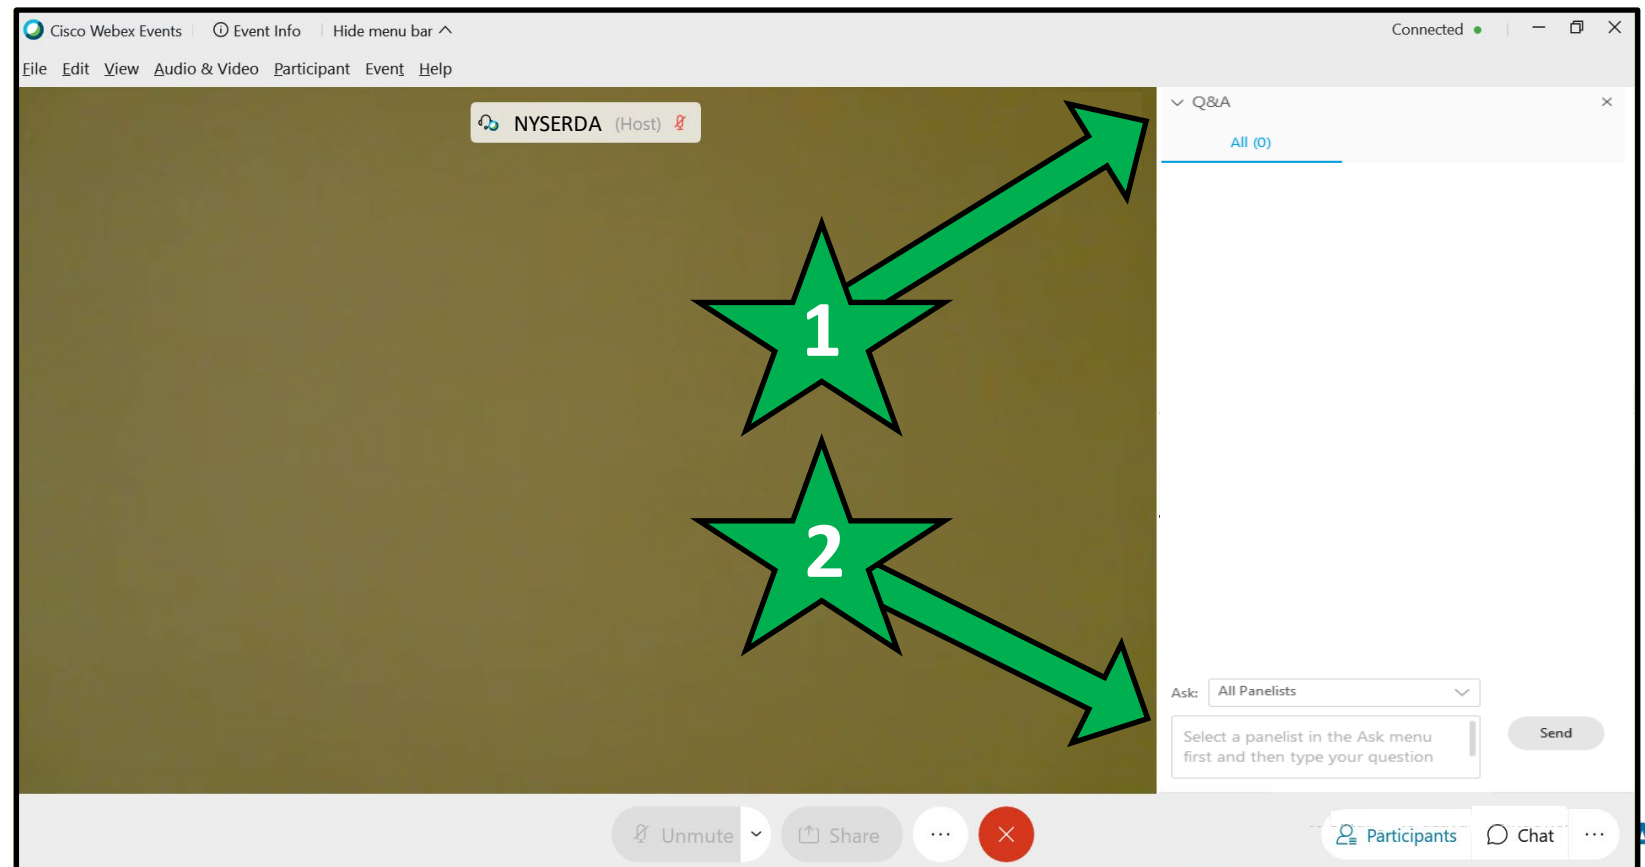 Cisco Webex Events Event Info Hide menu bar
Connected
File Edit View Audio & Video Participant Event Help
NYSERDA (Host)
Q&A
All (0)
1
2
Ask: All Panelists
Select a panelist in the Ask menu
first and then type your question
Send
Unmute
Share
Participants
Chat